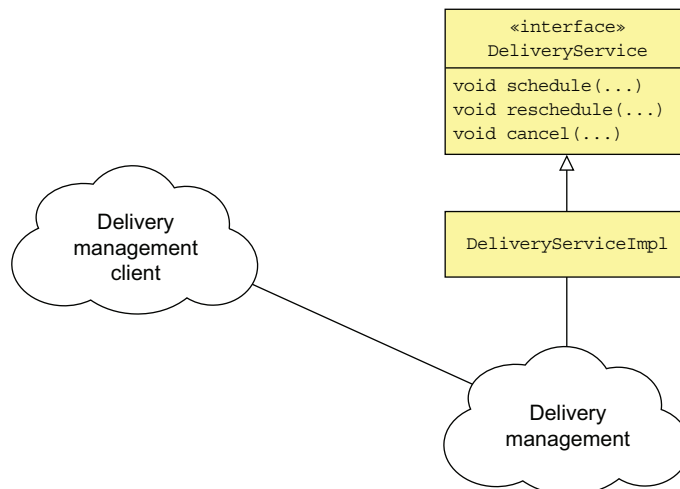 «interface»
DeliveryService
void schedule(...)
void reschedule(...)
void cancel(...)
Delivery
management
client
DeliveryServiceImpl
Delivery
management